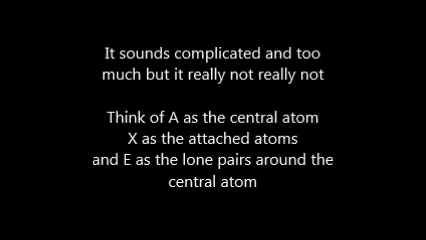 It sounds complicated and too
much but it really not really not
Think of A as the central atom
X as the attached atoms
and E as the lone pairs around the
central atom